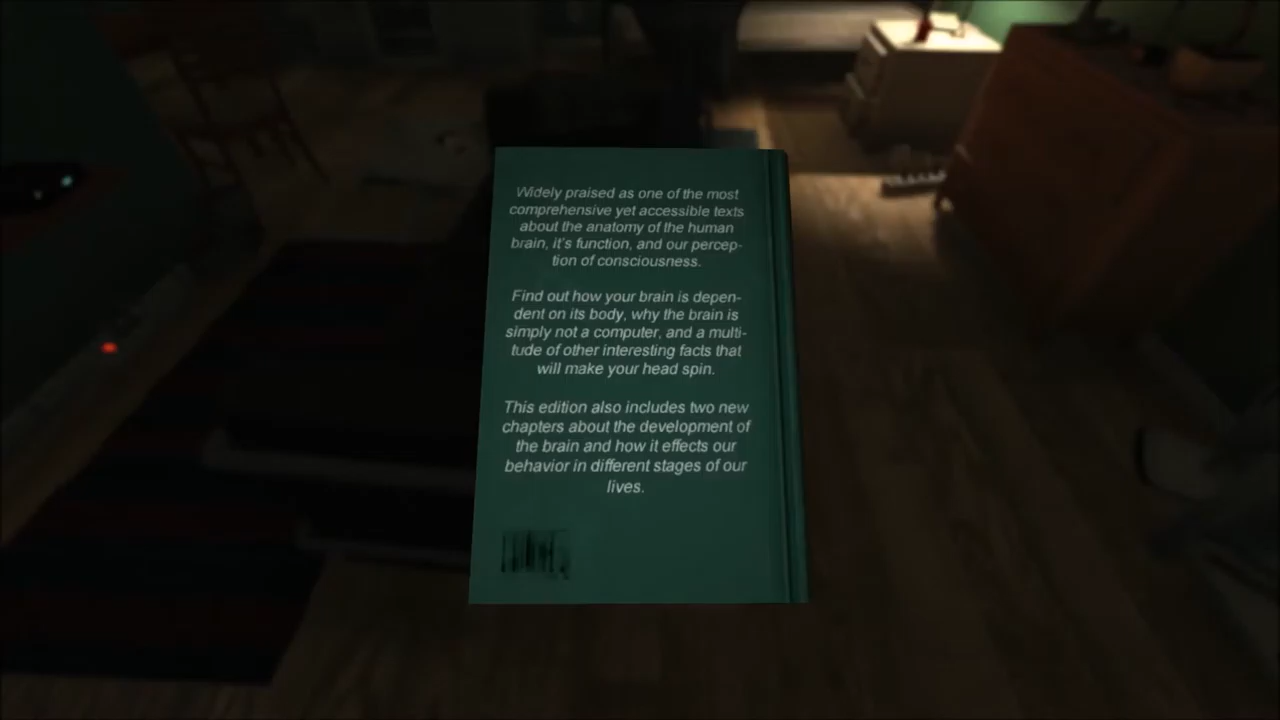 Widely praised as one of the most
comprehensive yet accessible texts
about the anatomy of the human
brain, it's function, and our percep-
tion of consciousness.
Find out how your brain is depen-
dent on its body, why the brain is
simply not a computer, and a multi-
tude of other interesting facts that
will make your head spin.
This edition also includes two new
chapters about the development of
the brain and how it effects our
behavior in different stages of our
lives.